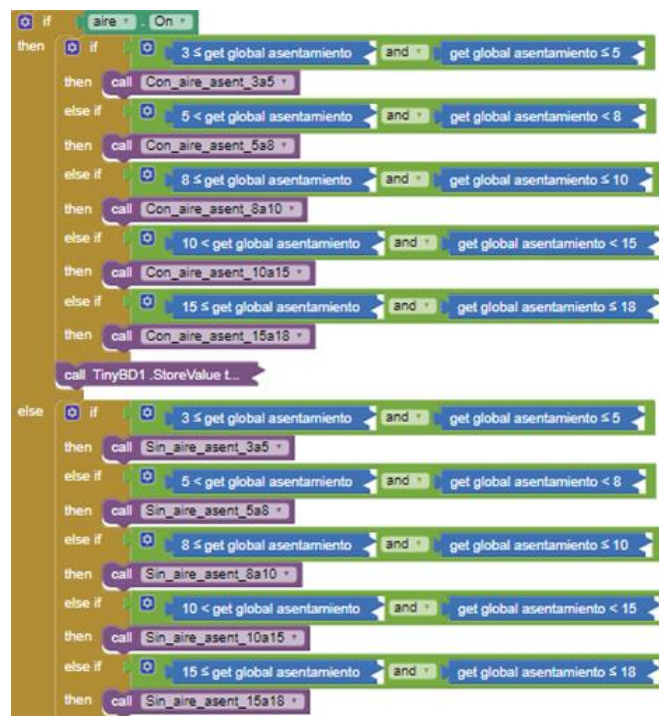 if aire . On
then if 3 ≤ get global asentamiento and get global asentamiento ≤ 5
then call Con_aire_asent_3a5
else if 5 < get global asentamiento and get global asentamiento < 8
then call Con_aire_asent_5a8
else if 8 ≤ get global asentamiento and get global asentamiento ≤ 10
then call Con_aire_asent_8a10
else if 10 < get global asentamiento and get global asentamiento < 15
then call Con_aire_asent_10a15
else if 15 ≤ get global asentamiento and get global asentamiento ≤ 18
then call Con_aire_asent_15a18
call TinyBD1 .StoreValue t...
else if 3 ≤ get global asentamiento and get global asentamiento ≤ 5
then call Sin_aire_asent_3a5
else if 5 < get global asentamiento and get global asentamiento < 8
then call Sin_aire_asent_5a8
else if 8 ≤ get global asentamiento and get global asentamiento ≤ 10
then call Sin_aire_asent_8a10
else if 10 < get global asentamiento and get global asentamiento < 15
then call Sin_aire_asent_10a15
else if 15 ≤ get global asentamiento and get global asentamiento ≤ 18
then call Sin_aire_asent_15a18